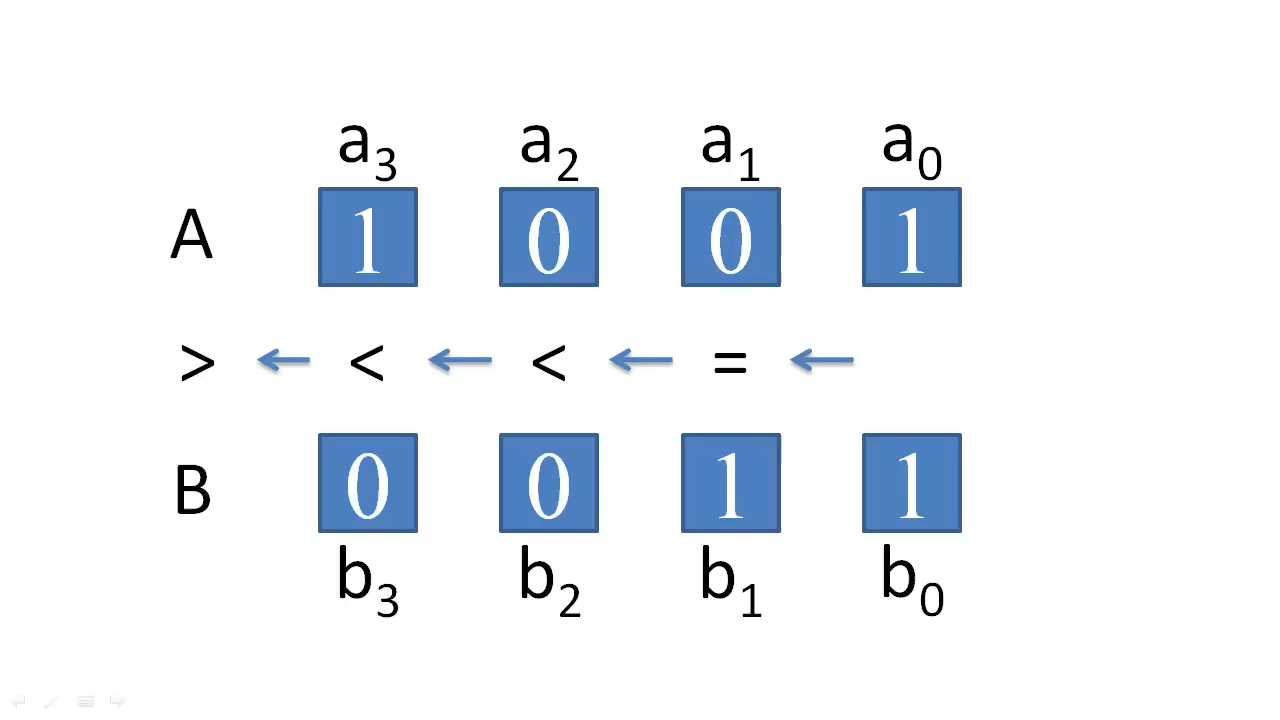 a₃ a₂ a₁ a₀
A 1 0 0 1
> ← < ← < ← = ←
B 0 0 1 1
b₃ b₂ b₁ b₀